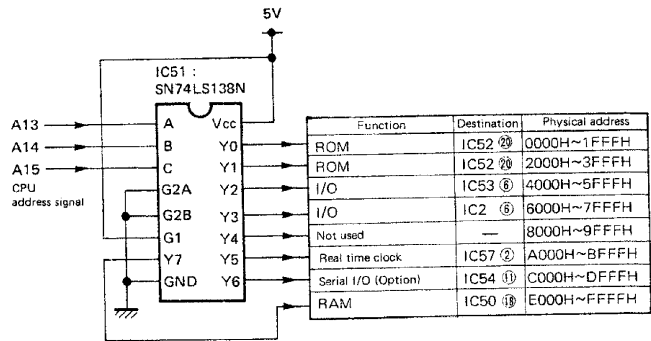 5V
IC51 :
SN74LS138N
A13
A14
A15
CPU
address signal
A Vcc
B Y0
C Y1
G2A Y2
G2B Y3
G1 Y4
Y7 Y5
GND Y6
Function Destination Physical address
ROM IC52 ⑳ 0000H~1FFFH
ROM IC52 ⑳ 2000H~3FFFH
I/O IC53 ⑥ 4000H~5FFFH
I/O IC2 ⑥ 6000H~7FFFH
Not used — 8000H~9FFFH
Real time clock IC57 ② A000H~BFFFH
Serial I/O (Option) IC54 ⑪ C000H~DFFFH
RAM IC50 ⑱ E000H~FFFFH